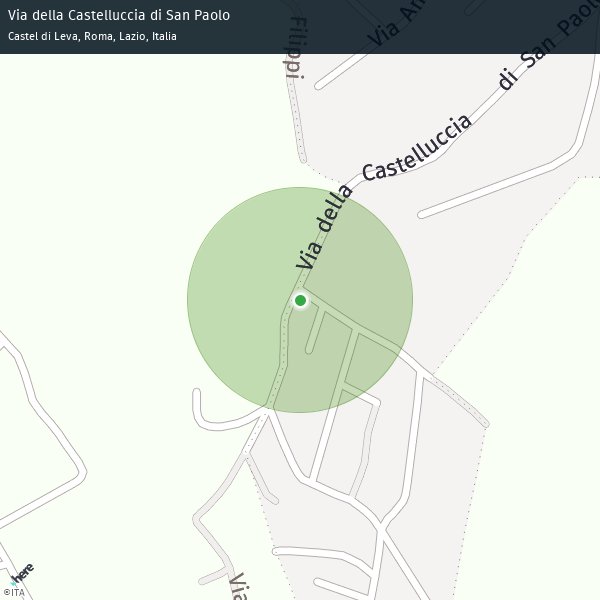 Via della Castelluccia di San Paolo
Castel di Leva, Roma, Lazio, Italia
Filippi
Via
Via della Castelluccia di San Paolo
Via
here
©ITA